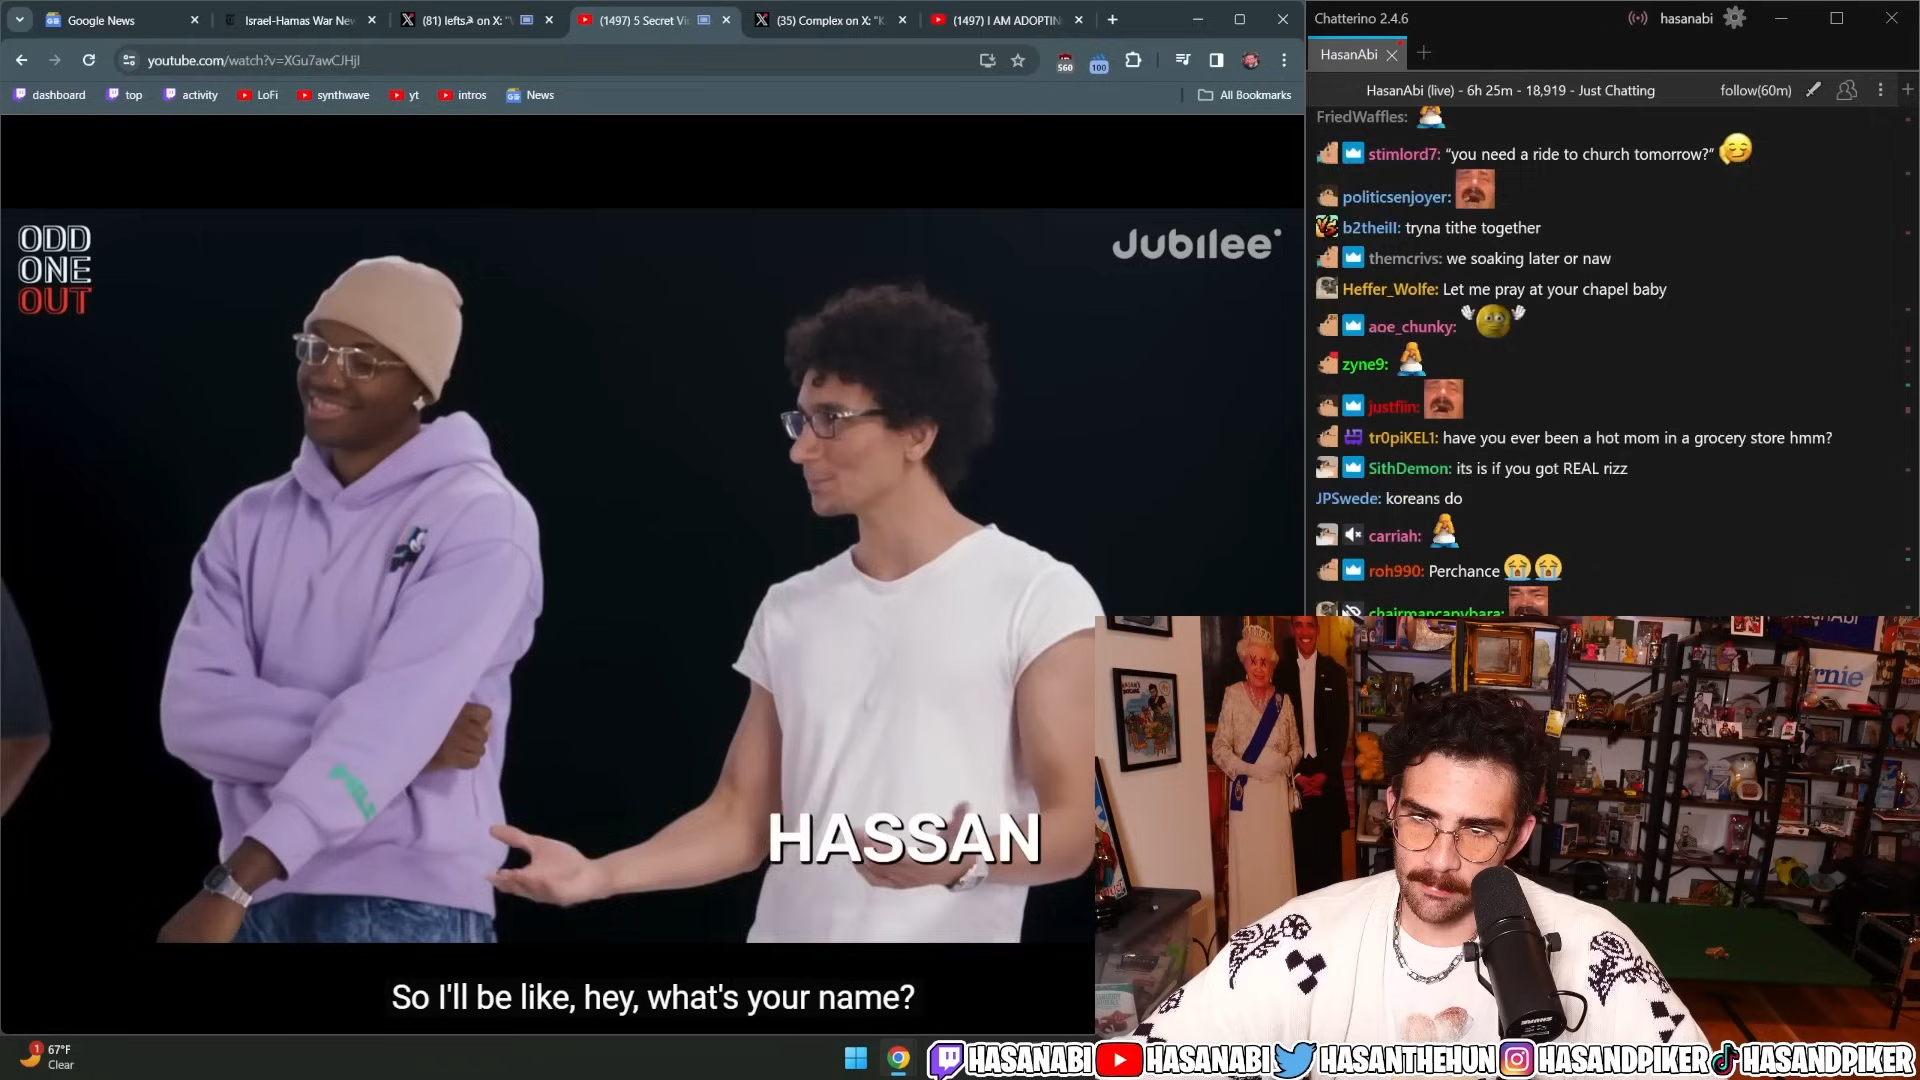 Google News
Israel-Hamas War Nev
(81) lefts☭ on X: "
(1497) 5 Secret Vi
(35) Complex on X: "K
(1497) I AM ADOPTIN
youtube.com/watch?v=XGu7awCJHjI
560
100
dashboard
top
activity
LoFi
synthwave
yt
intros
News
All Bookmarks
ODD
ONE
OUT
Jubilee
HASSAN
So I'll be like, hey, what's your name?
Chatterino 2.4.6
hasanabi
HasanAbi
HasanAbi (live) - 6h 25m - 18,919 - Just Chatting
follow(60m)
FriedWaffles:
stimlord7: “you need a ride to church tomorrow?”
politicsenjoyer:
b2theill: tryna tithe together
themcrivs: we soaking later or naw
Heffer_Wolfe: Let me pray at your chapel baby
aoe_chunky:
zyne9:
justfiin:
tr0piKEL1: have you ever been a hot mom in a grocery store hmm?
SithDemon: its is if you got REAL rizz
JPSwede: koreans do
carriah:
roh990: Perchance
chairmancapybara:
1
67°F
Clear
HASANABI
HASANABI
HASANTHEHUN
HASANDPIKER
HASANDPIKER